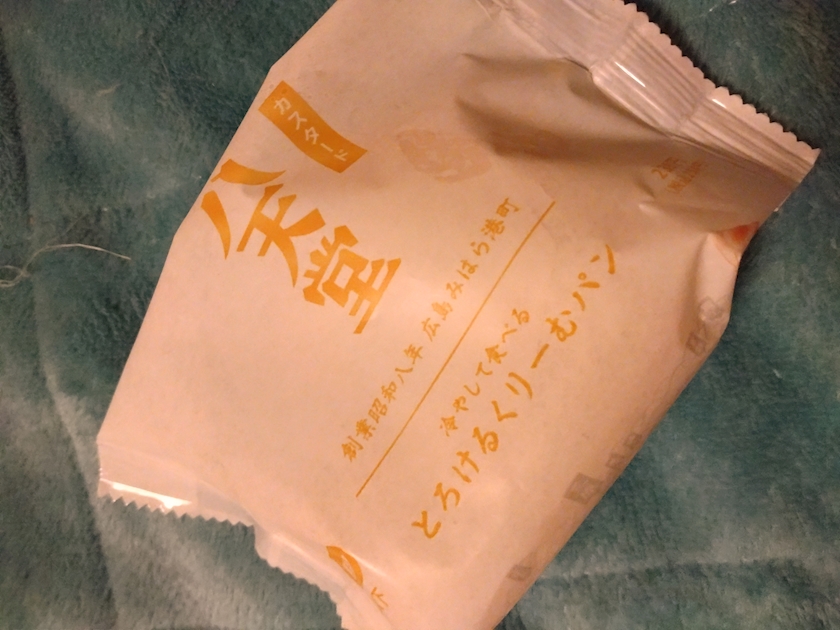 カスタード
八天堂
創業昭和八年 広島みはら港町
冷やして食べる
とろけるくりーむパン